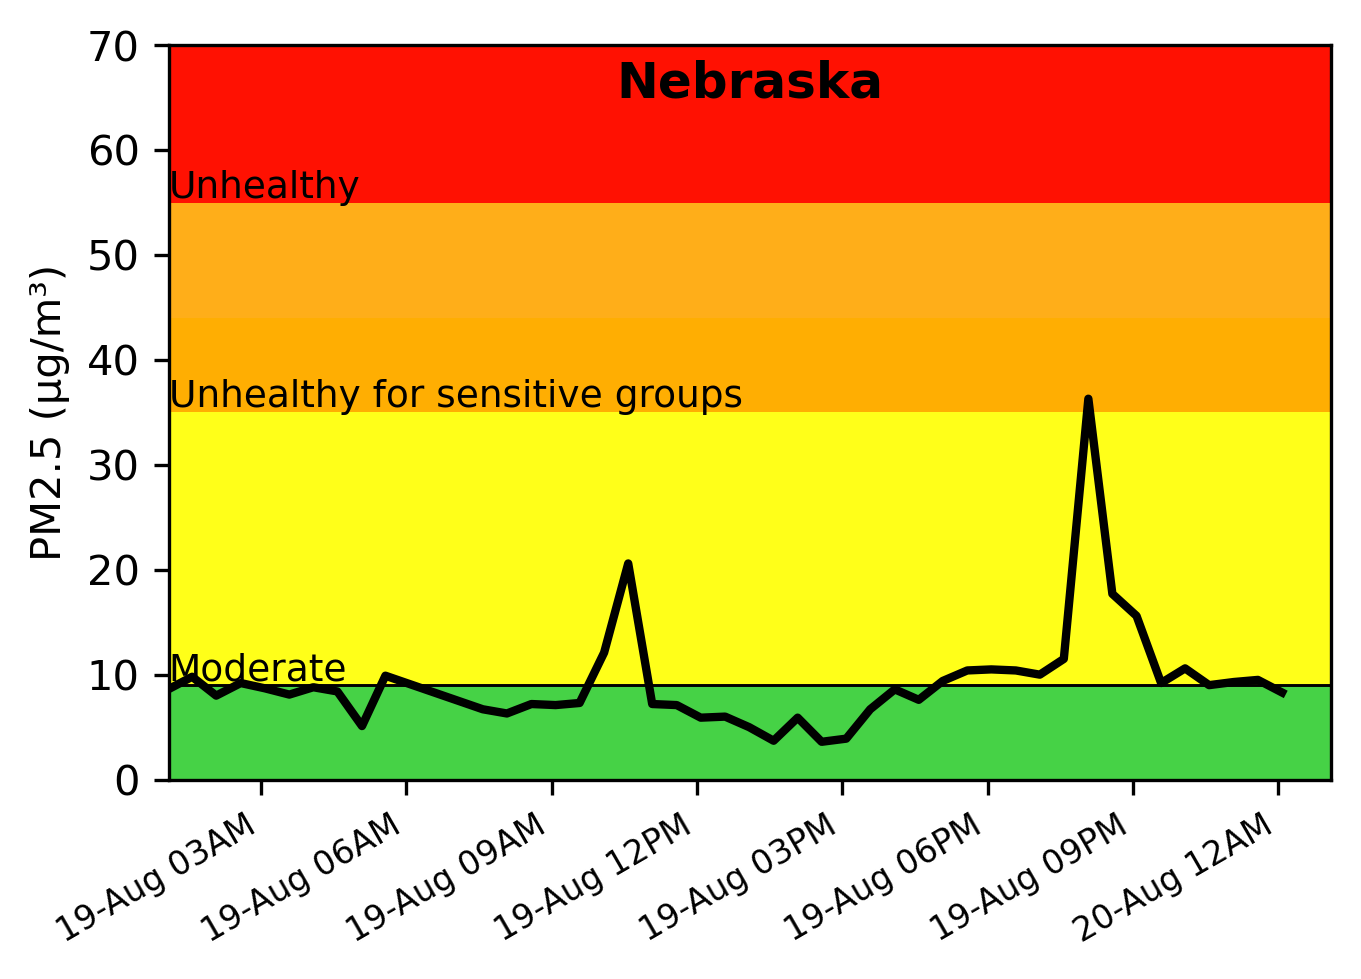 Nebraska
70
60
50
40
30
20
10
0
PM2.5 (μg/m³)
Unhealthy
Unhealthy for sensitive groups
Moderate
19-Aug 03AM
19-Aug 06AM
19-Aug 09AM
19-Aug 12PM
19-Aug 03PM
19-Aug 06PM
19-Aug 09PM
20-Aug 12AM